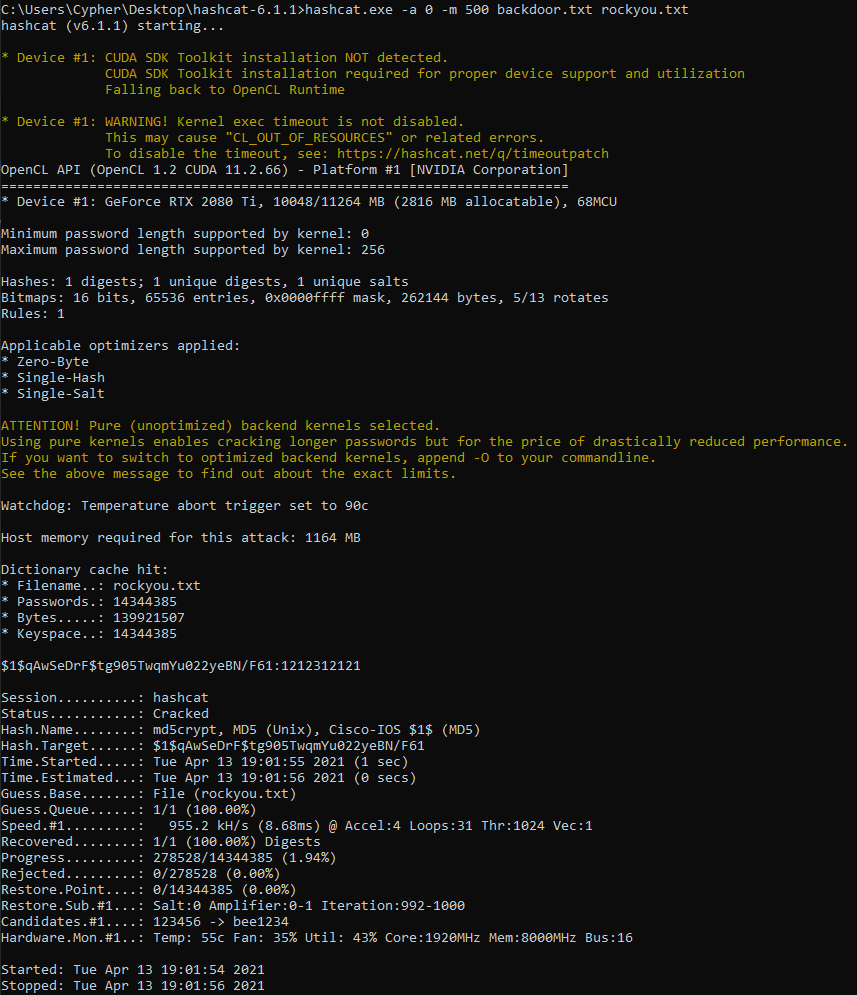 C:\Users\Cypher\Desktop\hashcat-6.1.1>hashcat.exe -a 0 -m 500 backdoor.txt rockyou.txt
hashcat (v6.1.1) starting...
* Device #1: CUDA SDK Toolkit installation NOT detected.
CUDA SDK Toolkit installation required for proper device support and utilization
Falling back to OpenCL Runtime
* Device #1: WARNING! Kernel exec timeout is not disabled.
This may cause "CL_OUT_OF_RESOURCES" or related errors.
To disable the timeout, see: https://hashcat.net/q/timeoutpatch
OpenCL API (OpenCL 1.2 CUDA 11.2.66) - Platform #1 [NVIDIA Corporation]
=======================================================================
* Device #1: GeForce RTX 2080 Ti, 10048/11264 MB (2816 MB allocatable), 68MCU
Minimum password length supported by kernel: 0
Maximum password length supported by kernel: 256
Hashes: 1 digests; 1 unique digests, 1 unique salts
Bitmaps: 16 bits, 65536 entries, 0x0000ffff mask, 262144 bytes, 5/13 rotates
Rules: 1
Applicable optimizers applied:
* Zero-Byte
* Single-Hash
* Single-Salt
ATTENTION! Pure (unoptimized) backend kernels selected.
Using pure kernels enables cracking longer passwords but for the price of drastically reduced performance.
If you want to switch to optimized backend kernels, append -O to your commandline.
See the above message to find out about the exact limits.
Watchdog: Temperature abort trigger set to 90c
Host memory required for this attack: 1164 MB
Dictionary cache hit:
* Filename..: rockyou.txt
* Passwords.: 14344385
* Bytes.....: 139921507
* Keyspace..: 14344385
$1$qAwSeDrF$tg905TwqmYu022yeBN/F61:1212312121
Session..........: hashcat
Status...........: Cracked
Hash.Name........: md5crypt, MD5 (Unix), Cisco-IOS $1$ (MD5)
Hash.Target......: $1$qAwSeDrF$tg905TwqmYu022yeBN/F61
Time.Started.....: Tue Apr 13 19:01:55 2021 (1 sec)
Time.Estimated...: Tue Apr 13 19:01:56 2021 (0 secs)
Guess.Base.......: File (rockyou.txt)
Guess.Queue......: 1/1 (100.00%)
Speed.#1.........:   955.2 kH/s (8.68ms) @ Accel:4 Loops:31 Thr:1024 Vec:1
Recovered........: 1/1 (100.00%) Digests
Progress.........: 278528/14344385 (1.94%)
Rejected.........: 0/278528 (0.00%)
Restore.Point....: 0/14344385 (0.00%)
Restore.Sub.#1...: Salt:0 Amplifier:0-1 Iteration:992-1000
Candidates.#1....: 123456 -> bee1234
Hardware.Mon.#1..: Temp: 55c Fan: 35% Util: 43% Core:1920MHz Mem:8000MHz Bus:16
Started: Tue Apr 13 19:01:54 2021
Stopped: Tue Apr 13 19:01:56 2021